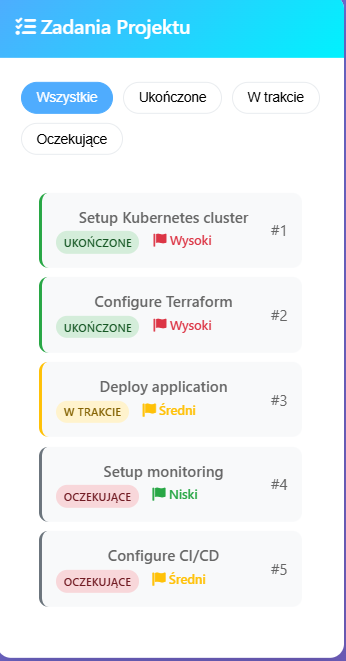 Zadania Projektu
Wszystkie Ukończone W trakcie
Oczekujące
Setup Kubernetes cluster
UKOŃCZONE Wysoki #1
Configure Terraform
UKOŃCZONE Wysoki #2
Deploy application
W TRAKCIE Średni #3
Setup monitoring
OCZEKUJĄCE Niski #4
Configure CI/CD
OCZEKUJĄCE Średni #5